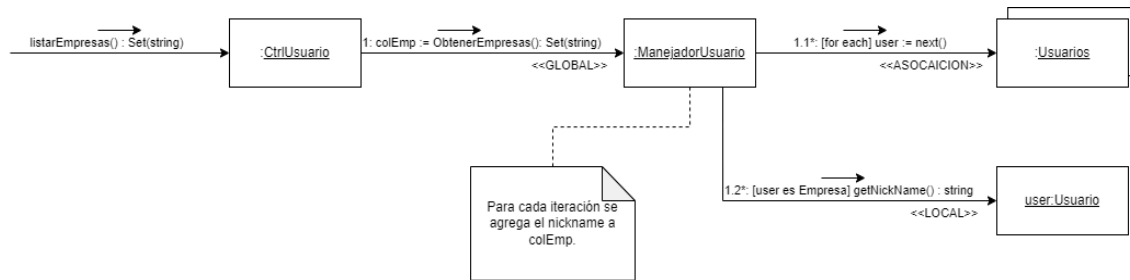 listarEmpresas() : Set(string)
:CtrlUsuario
1: colEmp := ObtenerEmpresas(): Set(string)
<<GLOBAL>>
:ManejadorUsuario
1.1*: [for each] user := next()
<<ASOCAICION>>
:Usuarios
1.2*: [user es Empresa] getNickName() : string
<<LOCAL>>
user:Usuario
Para cada iteración se
agrega el nickname a
colEmp.